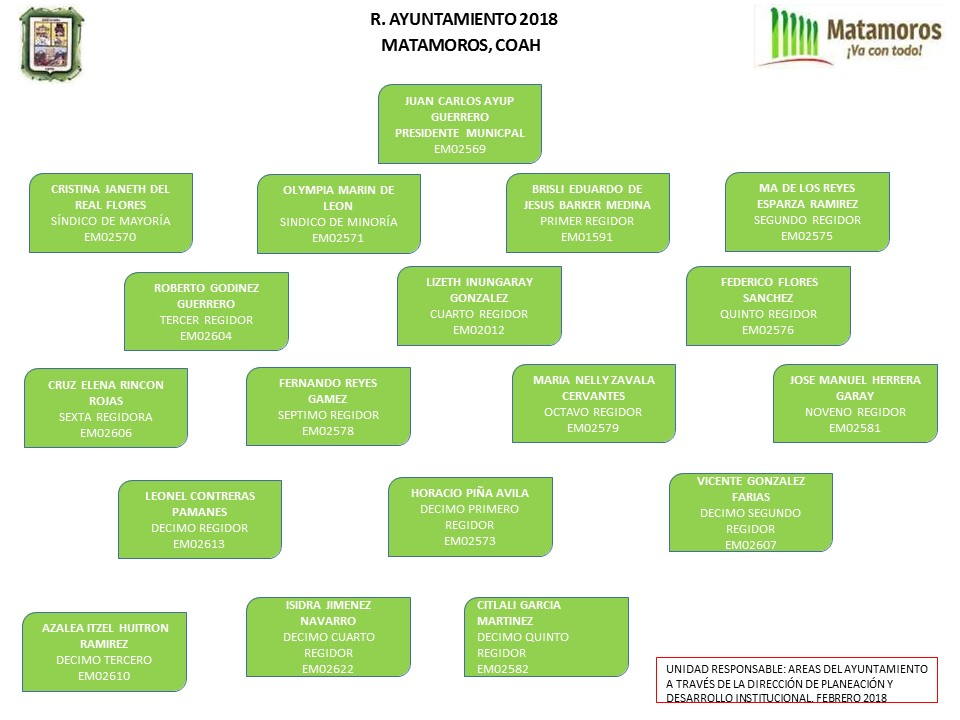 R. AYUNTAMIENTO 2018
MATAMOROS, COAH
Matamoros
¡Va con todo!
JUAN CARLOS AYUP
GUERRERO
PRESIDENTE MUNICPAL
EM02569
CRISTINA JANETH DEL
REAL FLORES
SÍNDICO DE MAYORÍA
EM02570
OLYMPIA MARIN DE
LEON
SINDICO DE MINORÍA
EM02571
BRISLI EDUARDO DE
JESUS BARKER MEDINA
PRIMER REGIDOR
EM01591
MA DE LOS REYES
ESPARZA RAMIREZ
SEGUNDO REGIDOR
EM02575
ROBERTO GODINEZ
GUERRERO
TERCER REGIDOR
EM02604
LIZETH INUNGARAY
GONZALEZ
CUARTO REGIDOR
EM02012
FEDERICO FLORES
SANCHEZ
QUINTO REGIDOR
EM02576
CRUZ ELENA RINCON
ROJAS
SEXTA REGIDORA
EM02606
FERNANDO REYES
GAMEZ
SEPTIMO REGIDOR
EM02578
MARIA NELLY ZAVALA
CERVANTES
OCTAVO REGIDOR
EM02579
JOSE MANUEL HERRERA
GARAY
NOVENO REGIDOR
EM02581
LEONEL CONTRERAS
PAMANES
DECIMO REGIDOR
EM02613
HORACIO PIÑA AVILA
DECIMO PRIMERO
REGIDOR
EM02573
VICENTE GONZALEZ
FARIAS
DECIMO SEGUNDO
REGIDOR
EM02607
AZALEA ITZEL HUITRON
RAMIREZ
DECIMO TERCERO
EM02610
ISIDRA JIMENEZ
NAVARRO
DECIMO CUARTO
REGIDOR
EM02622
CITLALI GARCIA
MARTINEZ
DECIMO QUINTO
REGIDOR
EM02582
UNIDAD RESPONSABLE: AREAS DEL AYUNTAMIENTO
A TRAVÉS DE LA DIRECCIÓN DE PLANEACIÓN Y
DESARROLLO INSTITUCIONAL. FEBRERO 2018